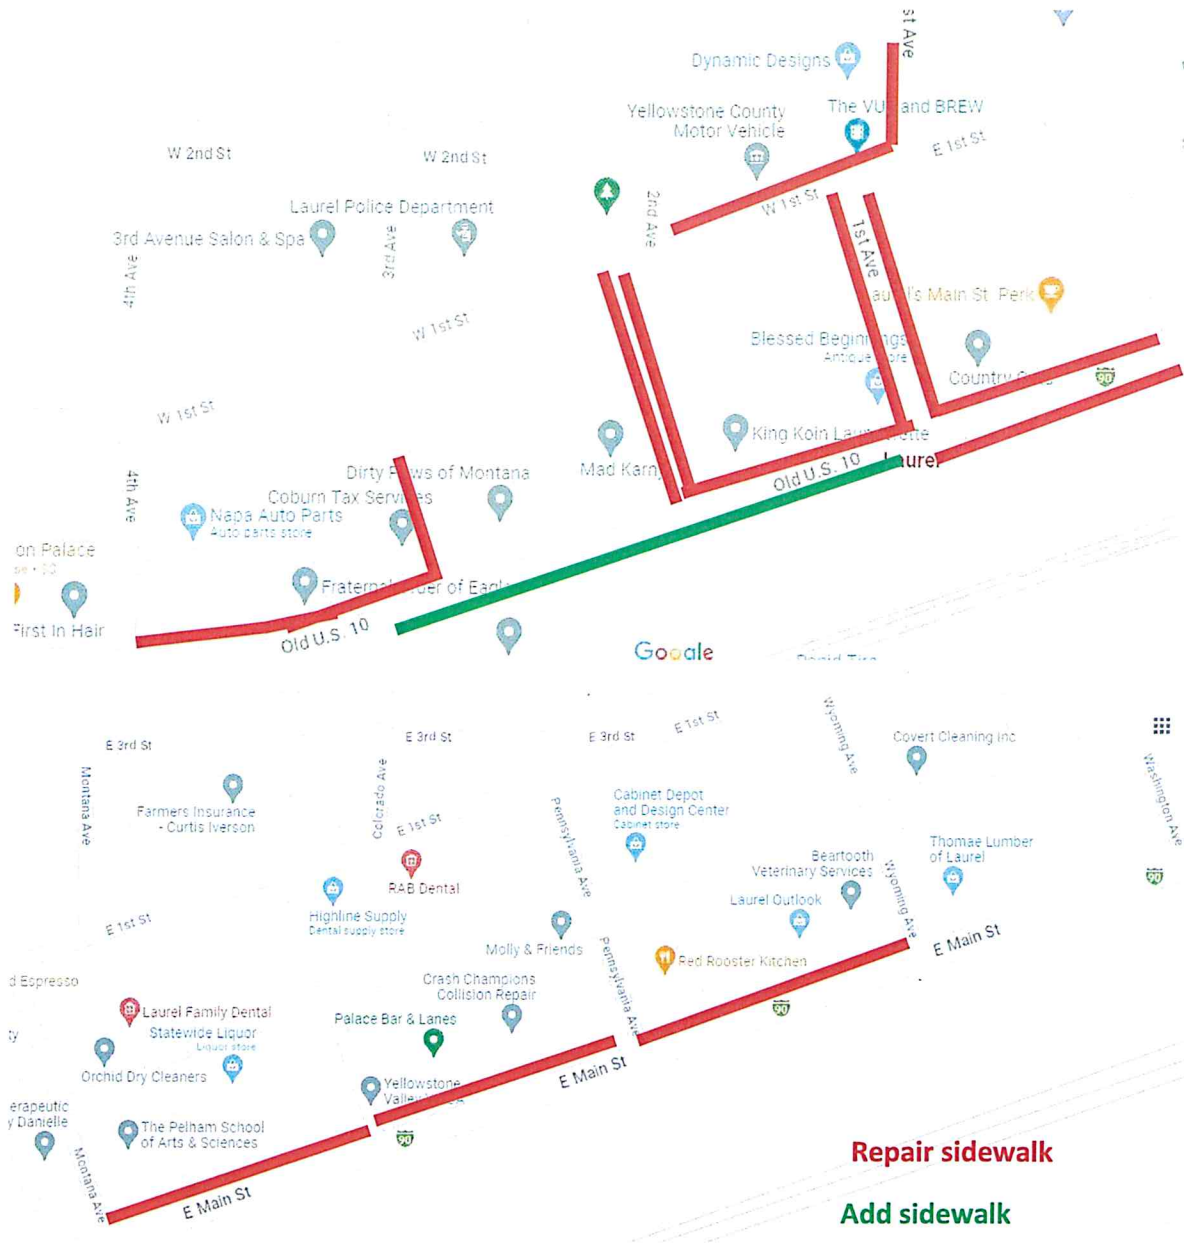 st Ave
Dynamic Designs
Yellowstone County
Motor Vehicle
The VU and BREW
E 1st St
W 2nd St
W 2nd St
Laurel Police Department
3rd Avenue Salon & Spa
3rd Ave
4th Ave
2nd Ave
W 1st St
1st Ave
W 1st St
W 1st St
Main St. Perk
Blessed
Antique
Country
90
King Koin
Mad
Old U.S. 10
Laurel
Dirty
of Montana
Coburn Tax Services
4th Ave
Napa Auto Parts
Auto parts store
on Palace
First In Hair
Fraternal
of
Old U.S. 10
Google
E 3rd St
E 3rd St
E 3rd St
E 1st St
Wyoming Ave
Covert Cleaning Inc
Montana Ave
Colorado Ave
Washington Ave
Farmers Insurance
- Curtis Iverson
E 1st St
Pennsylvania Ave
Cabinet Depot
and Design Center
Cabinet store
RAB Dental
Beartooth
Veterinary Services
Thomae Lumber
of Laurel
90
Wyoming Ave
Highline Supply
Dental supply store
Laurel Outlook
E 1st St
Molly & Friends
E Main St
Pennsylvania Ave
Red Rooster Kitchen
d Espresso
Crash Champions
Collision Repair
90
Laurel Family Dental
Statewide Liquor
Liquor store
Palace Bar & Lanes
ty
Orchid Dry Cleaners
E Main St
Yellowstone
Valley
erapeutic
y Danielle
The Pelham School
of Arts & Sciences
90
Montana Ave
E Main St
Repair sidewalk
Add sidewalk